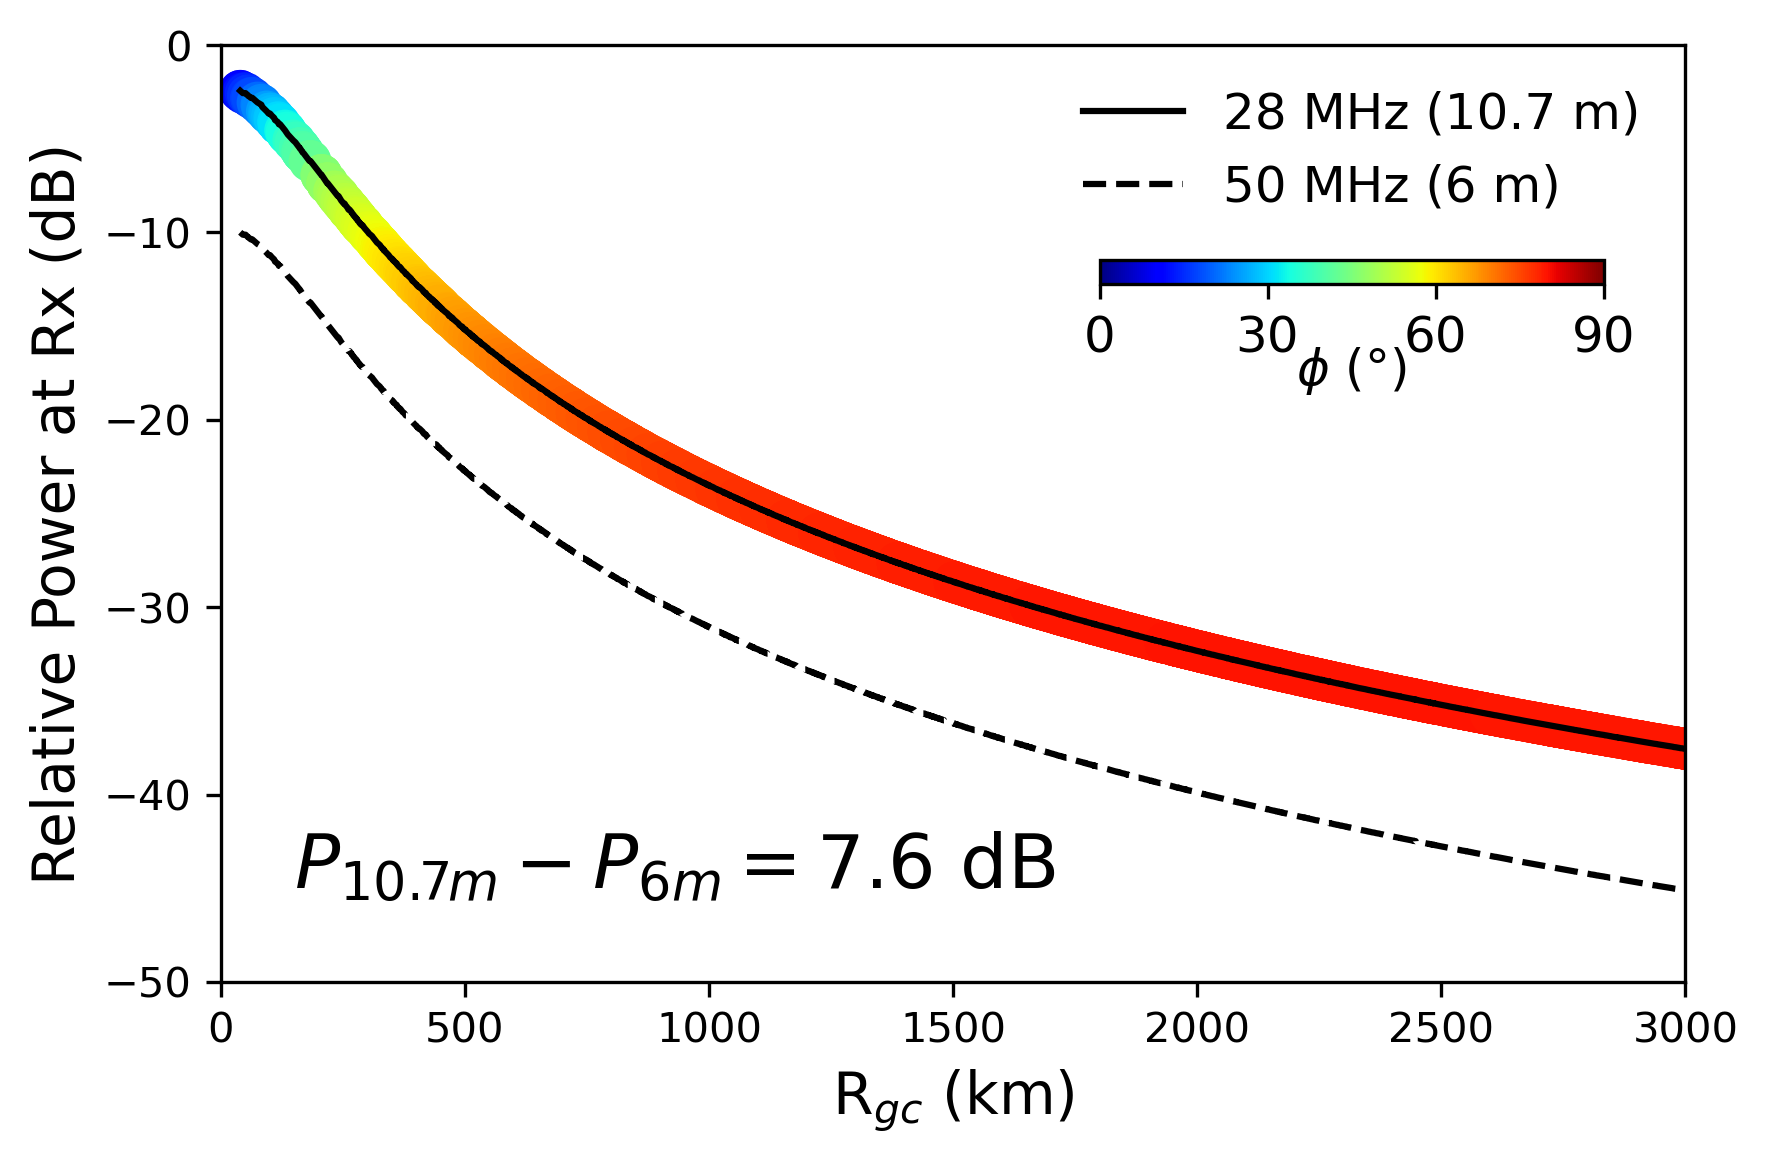 Relative Power at Rx (dB)
0
−10
−20
−30
−40
−50
28 MHz (10.7 m)
50 MHz (6 m)
0 30 60 90
ϕ (°)
P10.7m − P6m = 7.6 dB
0 500 1000 1500 2000 2500 3000
Rgc (km)